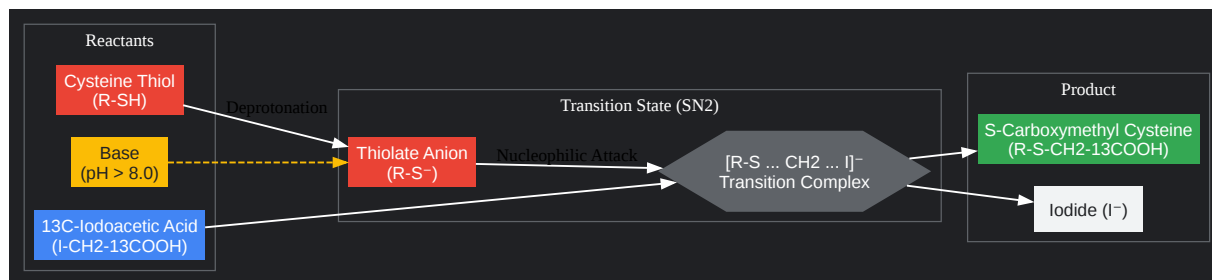 Reactants
Cysteine Thiol
(R-SH)
Deprotonation
Base
(pH > 8.0)
13C-Iodoacetic Acid
(I-CH2-13COOH)
Transition State (SN2)
Thiolate Anion
(R-S⁻)
Nucleophilic Attack
[R-S ... CH2 ... I]⁻
Transition Complex
Product
S-Carboxymethyl Cysteine
(R-S-CH2-13COOH)
Iodide (I⁻)